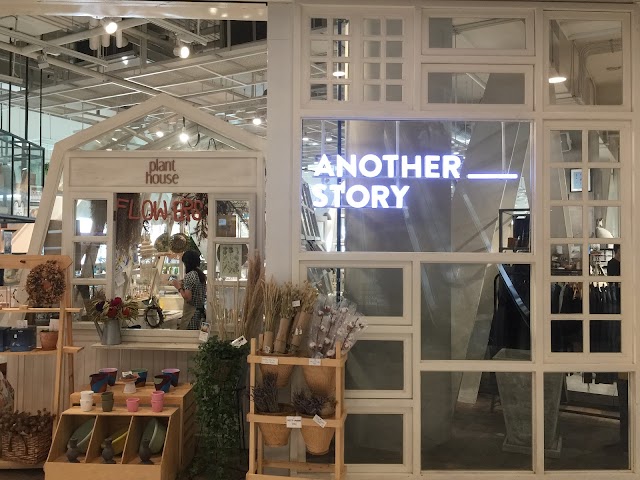 plant
house
FLOWERS
ANOTHER
STORY